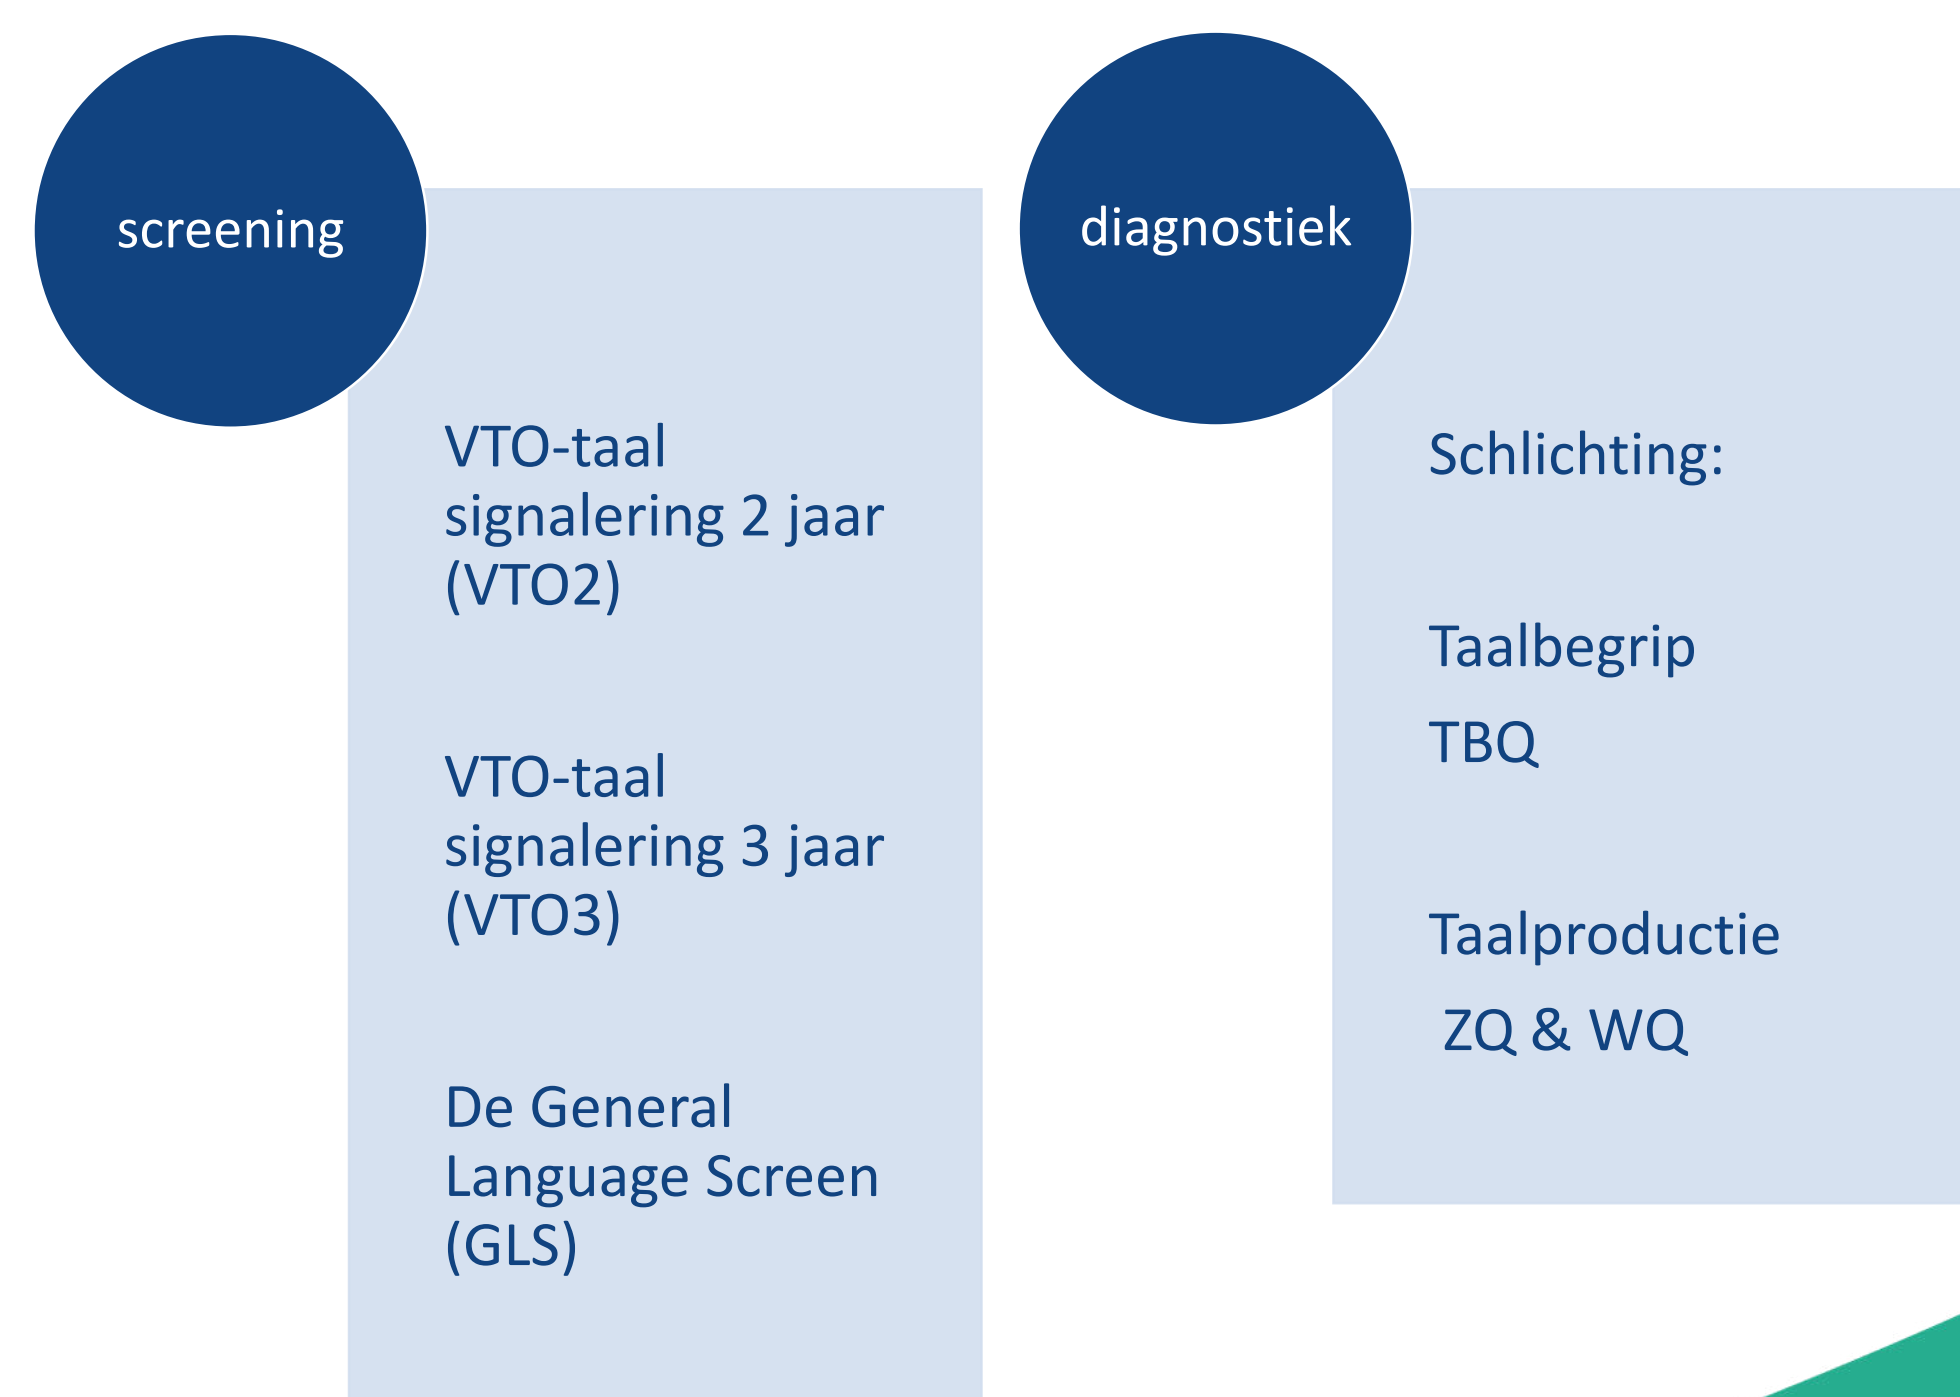 screening
VTO-taal
signalering 2 jaar
(VTO2)
VTO-taal
signalering 3 jaar
(VTO3)
De General
Language Screen
(GLS)
diagnostiek
Schlichting:
Taalbegrip
TBQ
Taalproductie
ZQ & WQ